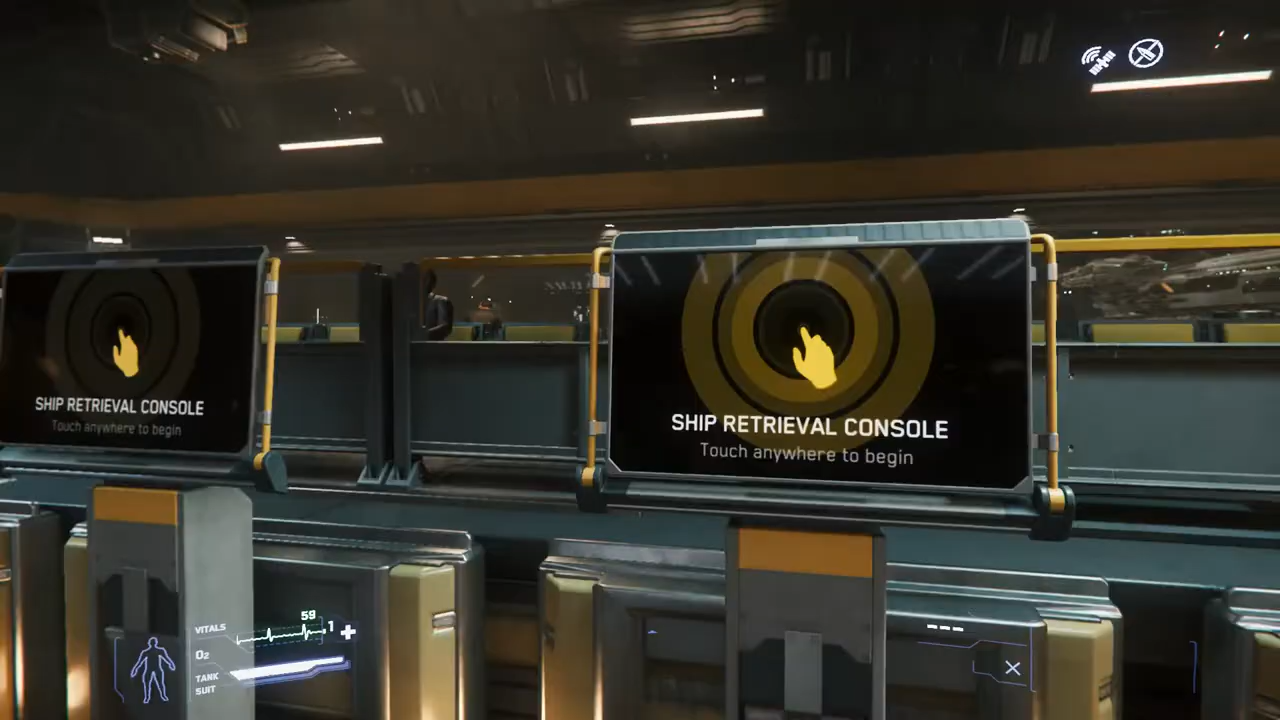 SHIP RETRIEVAL CONSOLE
Touch anywhere to begin
SHIP RETRIEVAL CONSOLE
Touch anywhere to begin
VITALS
59
1
O₂
TANK
SUIT